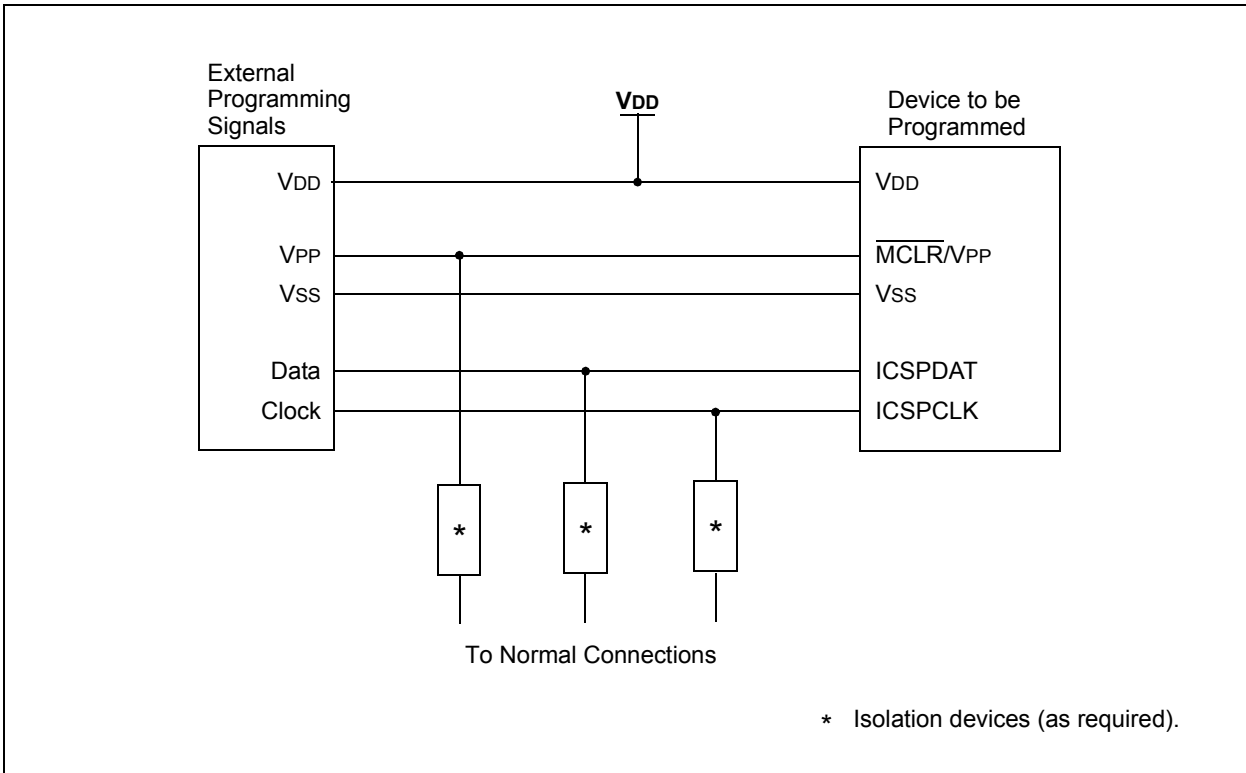 External
Programming
Signals
VDD
Device to be
Programmed
VDD
VDD
VPP
MCLR/VPP
VSS
VSS
Data
ICSPDAT
Clock
ICSPCLK
*
*
*
To Normal Connections
* Isolation devices (as required).